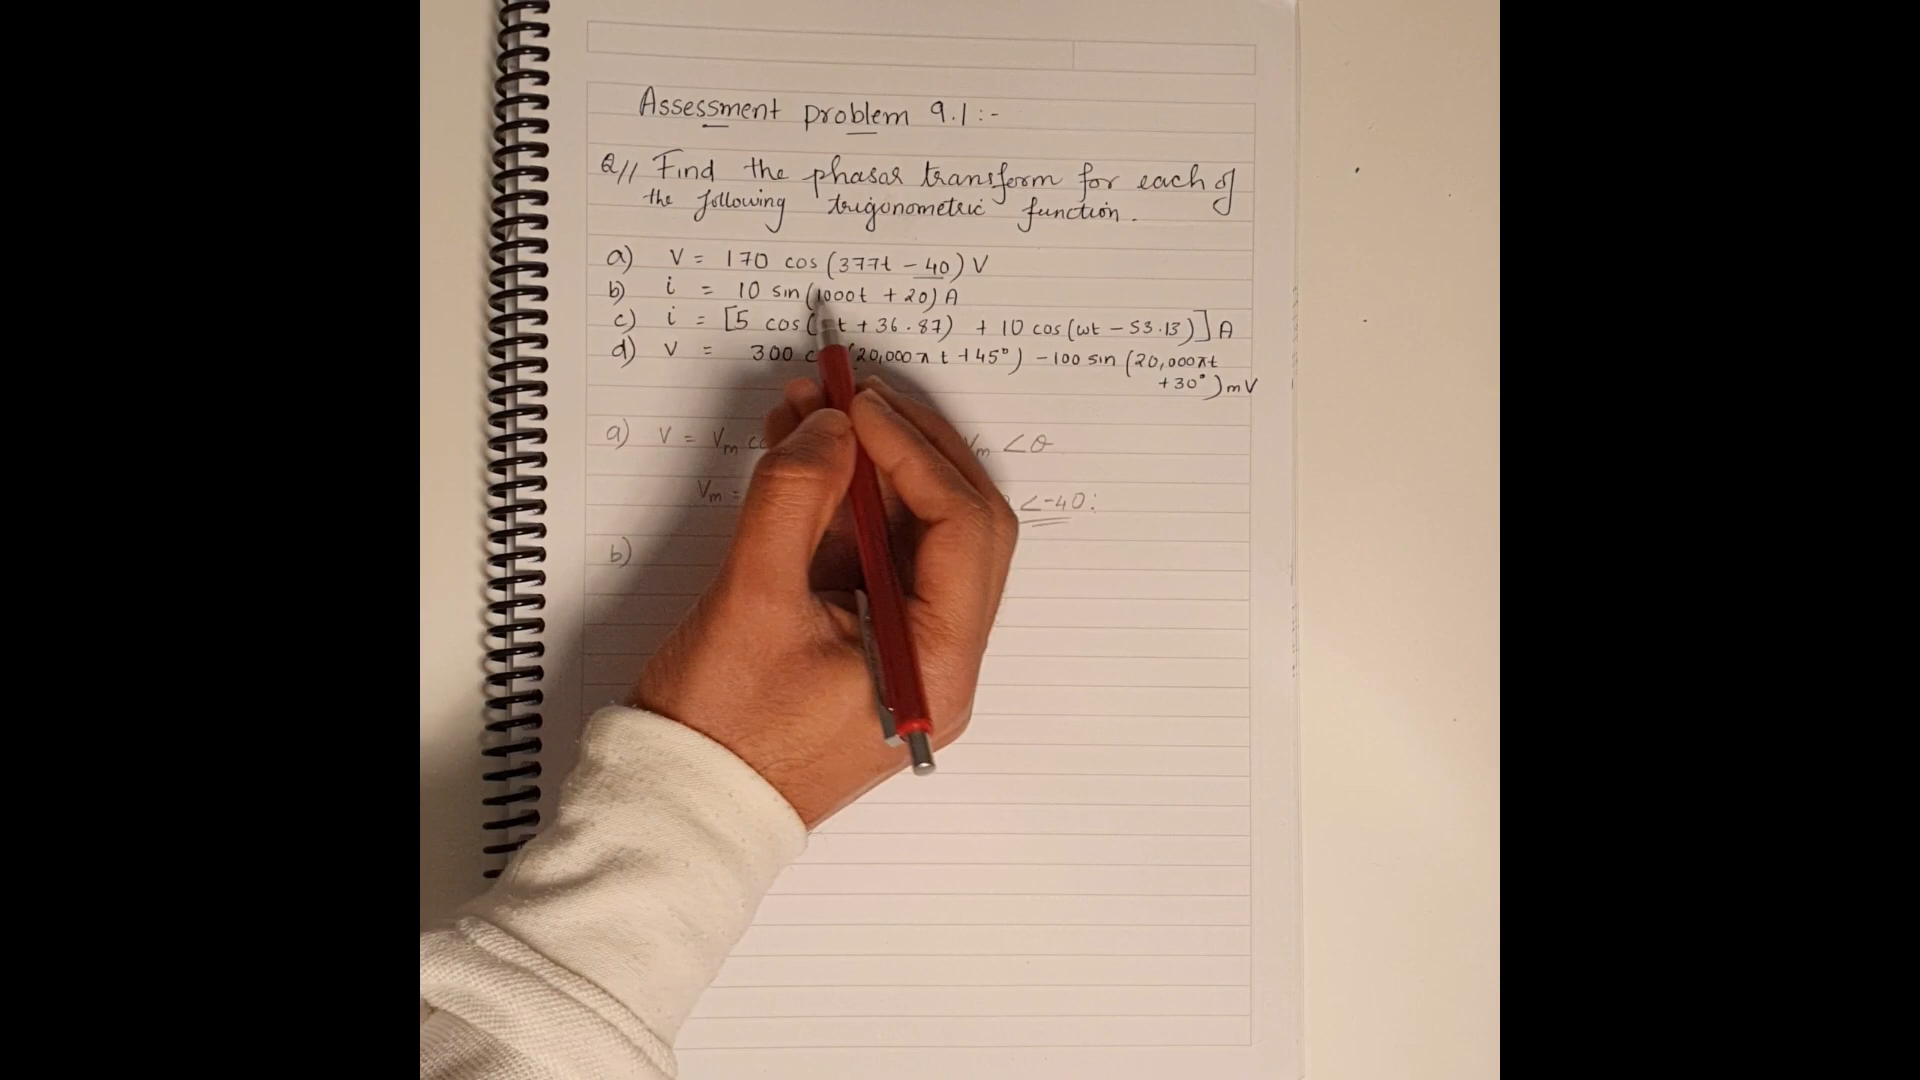 Assessment problem 9.1:-
Q// Find the phasor transform for each of
the following trigonometric function.
a) V = 170 cos(377t - 40) V
b) i = 10 sin(1000t + 20) A
c) i = [5 cos( t + 36.87) + 10 cos(wt - 53.13)] A
d) V = 300 (20,000π t + 45°) - 100 sin (20,000πt
+30°) mV
a) V = Vm Vm ∠θ
Vm = ∠-40:
b)